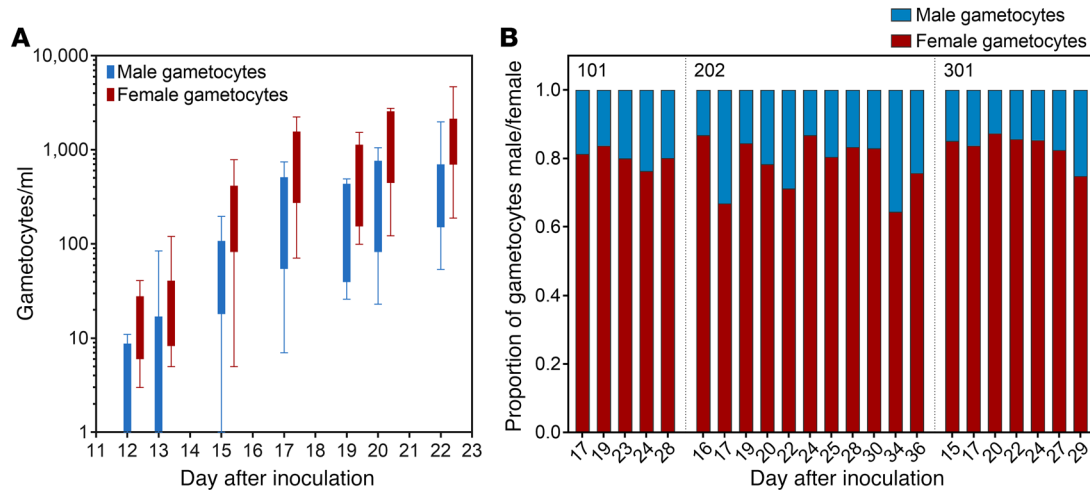 A
Gametocytes/ml
10,000
1,000
100
10
1
Male gametocytes
Female gametocytes
11 12 13 14 15 16 17 18 19 20 21 22 23
Day after inoculation
B
Male gametocytes
Female gametocytes
Proportion of gametocytes male/female
1.0
0.8
0.6
0.4
0.2
0.0
101 202 301
17 19 23 24 28 16 17 19 20 22 24 25 28 30 34 36 15 17 20 22 24 27 29
Day after inoculation